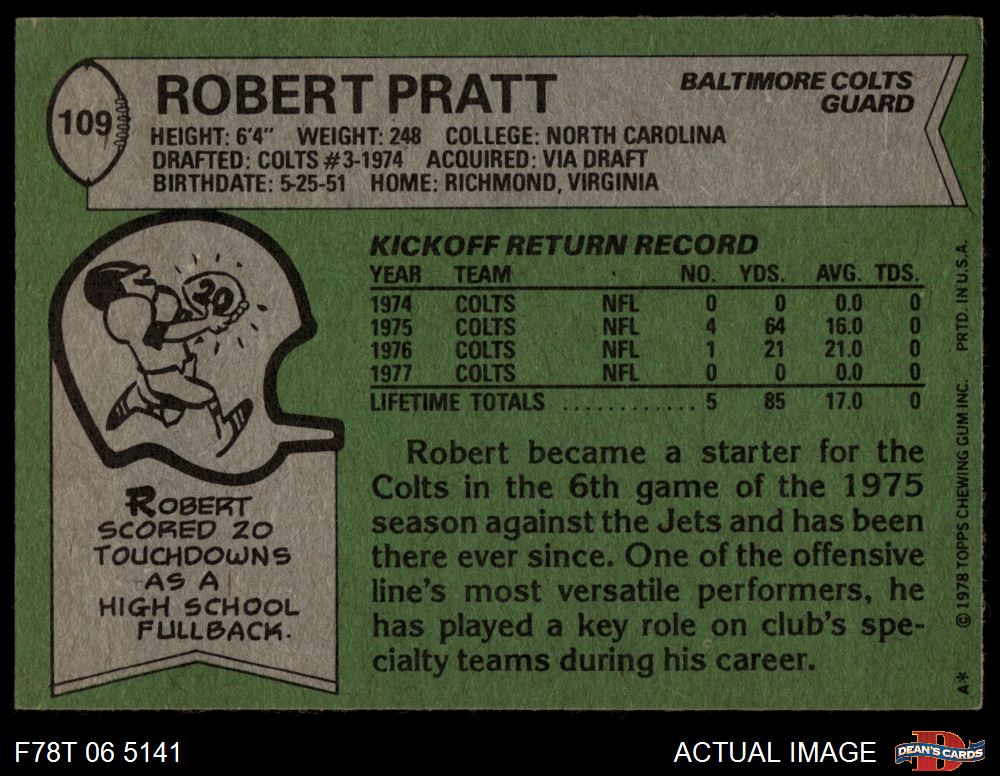 109
ROBERT PRATT
BALTIMORE COLTS
GUARD
HEIGHT: 6'4" WEIGHT: 248 COLLEGE: NORTH CAROLINA
DRAFTED: COLTS #3-1974 ACQUIRED: VIA DRAFT
BIRTHDATE: 5-25-51 HOME: RICHMOND, VIRGINIA
20
ROBERT
SCORED 20
TOUCHDOWNS
AS A
HIGH SCHOOL
FULLBACK.
KICKOFF RETURN RECORD
YEAR TEAM NO. YDS. AVG. TDS.
1974 COLTS NFL 0 0 0.0 0
1975 COLTS NFL 4 64 16.0 0
1976 COLTS NFL 1 21 21.0 0
1977 COLTS NFL 0 0 0.0 0
LIFETIME TOTALS ............ 5 85 17.0 0
Robert became a starter for the
Colts in the 6th game of the 1975
season against the Jets and has been
there ever since. One of the offensive
line's most versatile performers, he
has played a key role on club's spe-
cialty teams during his career.
A* © 1978 TOPPS CHEWING GUM INC. PRTD. IN U.S.A.
F78T 06 5141
ACTUAL IMAGE
DEAN'S CARDS